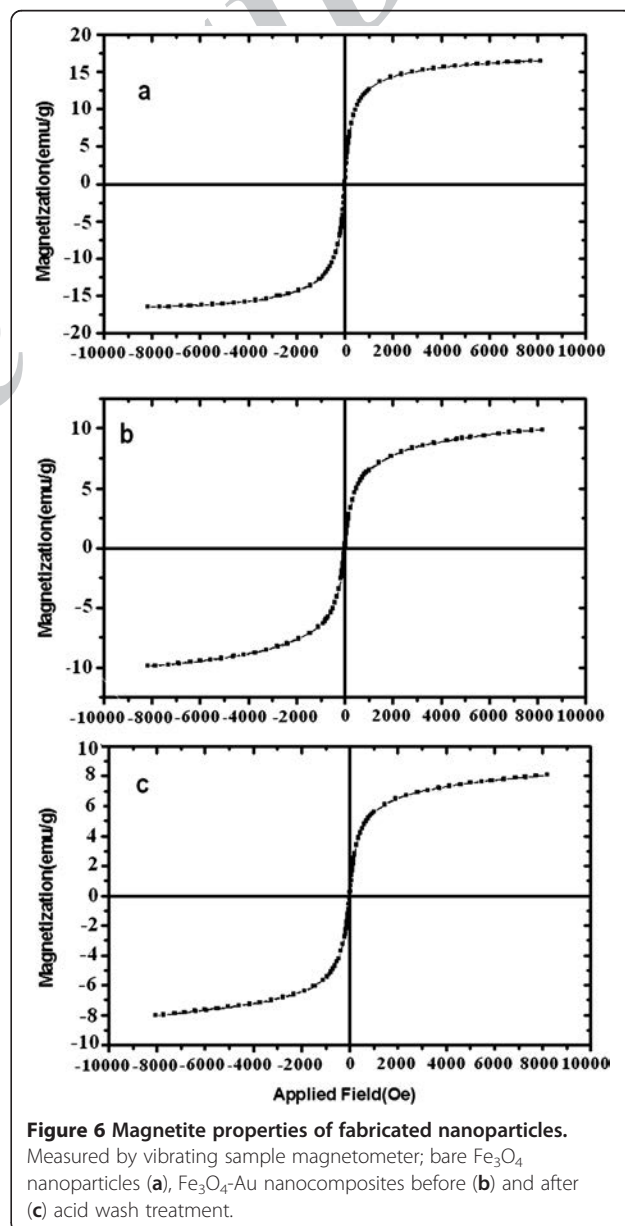 20
15
a
10
5
0
-5
-10
-15
-20
Magnetization(emu/g)
-10000 -8000 -6000 -4000 -2000 0 2000 4000 6000 8000 10000
10
b
5
0
-5
-10
Magnetization(emu/g)
-10000 -8000 -6000 -4000 -2000 0 2000 4000 6000 8000 10000
10
8
c
6
4
2
0
-2
-4
-6
-8
-10
Magnetization(emu/g)
-10000 -8000 -6000 -4000 -2000 0 2000 4000 6000 8000 10000
Applied Field(Oe)
Figure 6 Magnetite properties of fabricated nanoparticles.
Measured by vibrating sample magnetometer; bare Fe₃O₄
nanoparticles (a), Fe₃O₄-Au nanocomposites before (b) and after
(c) acid wash treatment.